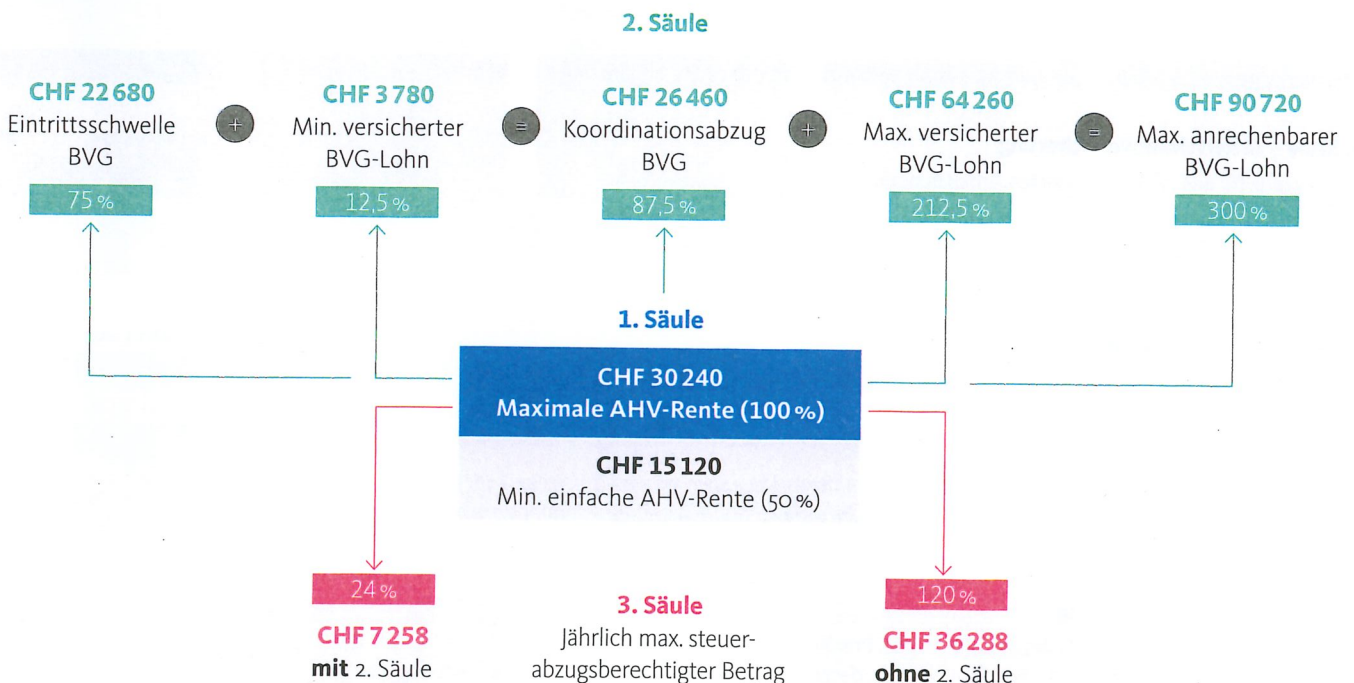 2. Säule
CHF 22 680
Eintrittsschwelle
BVG
75 %
+
CHF 3 780
Min. versicherter
BVG-Lohn
12,5 %
=
CHF 26 460
Koordinationsabzug
BVG
87,5 %
+
CHF 64 260
Max. versicherter
BVG-Lohn
212,5 %
=
CHF 90 720
Max. anrechenbarer
BVG-Lohn
300 %
1. Säule
CHF 30 240
Maximale AHV-Rente (100 %)
CHF 15 120
Min. einfache AHV-Rente (50 %)
24 %
CHF 7 258
mit 2. Säule
3. Säule
Jährlich max. steuer-
abzugsberechtigter Betrag
120 %
CHF 36 288
ohne 2. Säule